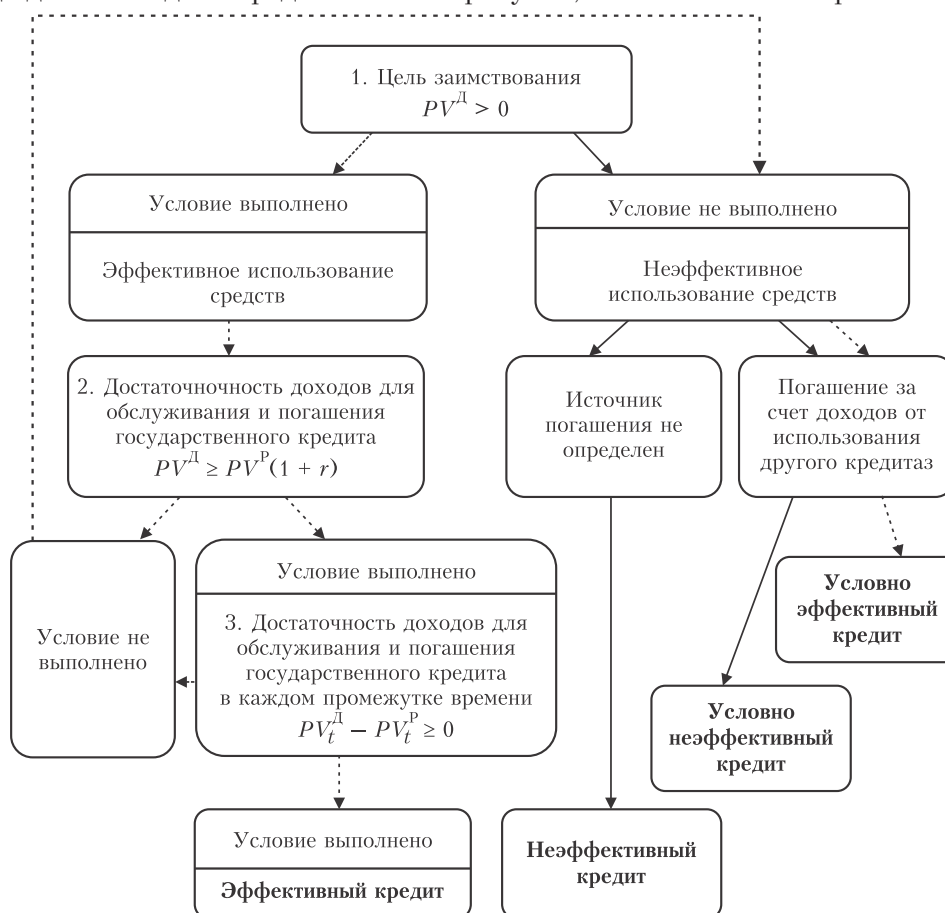 1. Цель заимствования
PV^Д > 0
Условие выполнено
Эффективное использование
средств
Условие не выполнено
Неэффективное
использование средств
2. Достаточночность доходов для
обслуживания и погашения
государственного кредита
PV^Д ≥ PV^Р(1 + r)
Источник
погашения не
определен
Погашение за
счет доходов от
использования
другого кредитаз
Условие не
выполнено
Условие выполнено
3. Достаточность доходов для
обслуживания и погашения
государственного кредита
в каждом промежутке времени
PV_t^Д − PV_t^Р ≥ 0
Условно
эффективный
кредит
Условно
неэффективный
кредит
Условие выполнено
Эффективный кредит
Неэффективный
кредит